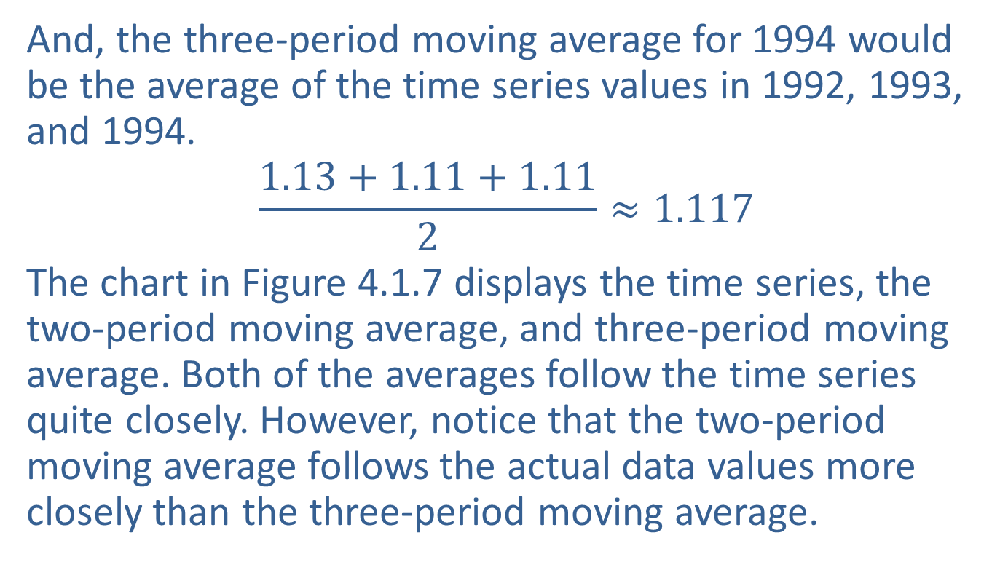 And, the three-period moving average for 1994 would
be the average of the time series values in 1992, 1993,
and 1994.
1.13 + 1.11 + 1.11
≈ 1.117
2
The chart in Figure 4.1.7 displays the time series, the
two-period moving average, and three-period moving
average. Both of the averages follow the time series
quite closely. However, notice that the two-period
moving average follows the actual data values more
closely than the three-period moving average.